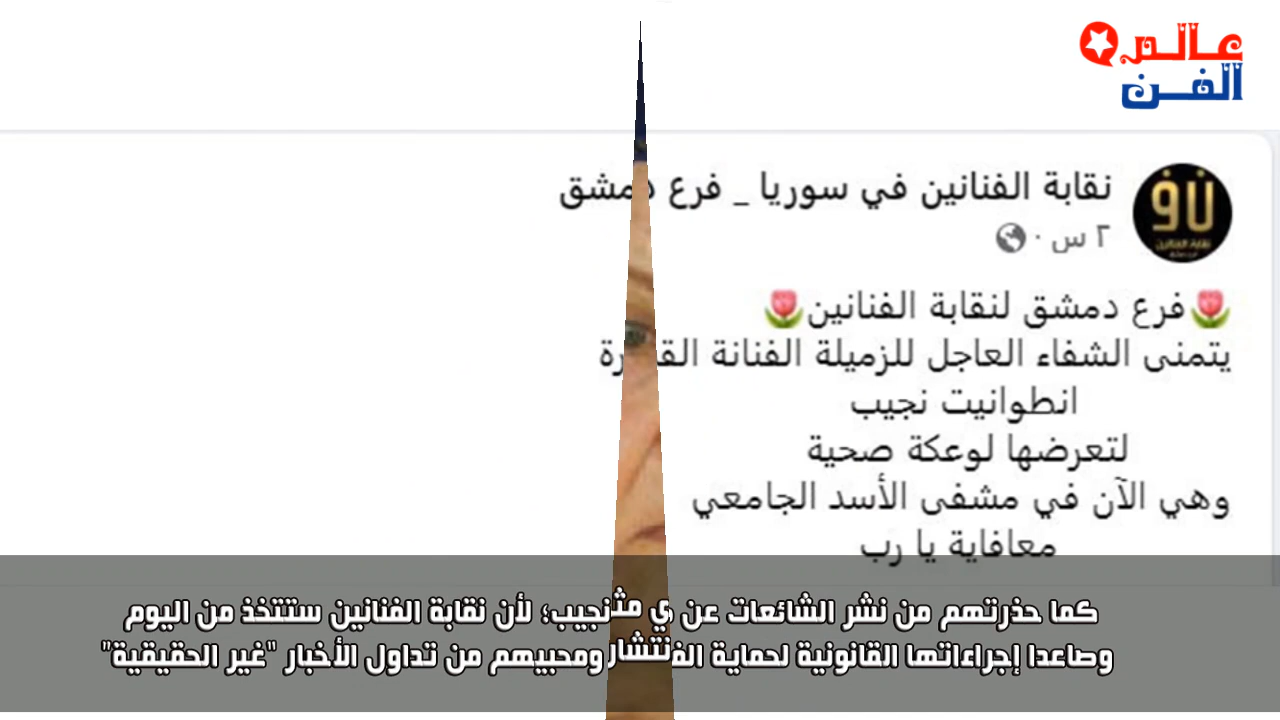 عالم
الفن
نقابة الفنانين في سوريا _ فرع دمشق
٢ س ·
فرع دمشق لنقابة الفنانين
يتمنى الشفاء العاجل للزميلة الفنانة
انطوانيت نجيب
لتعرضها لوعكة صحية
وهي الآن في مشفى الأسد الجامعي
معافاية يا رب
كما حذرتهم من نشر الشائعات عن نجيب؛ لأن نقابة الفنانين ستتخذ من اليوم
وصاعدا إجراءاتها القانونية لحماية ومحبيهم من تداول الأخبار "غير الحقيقية"